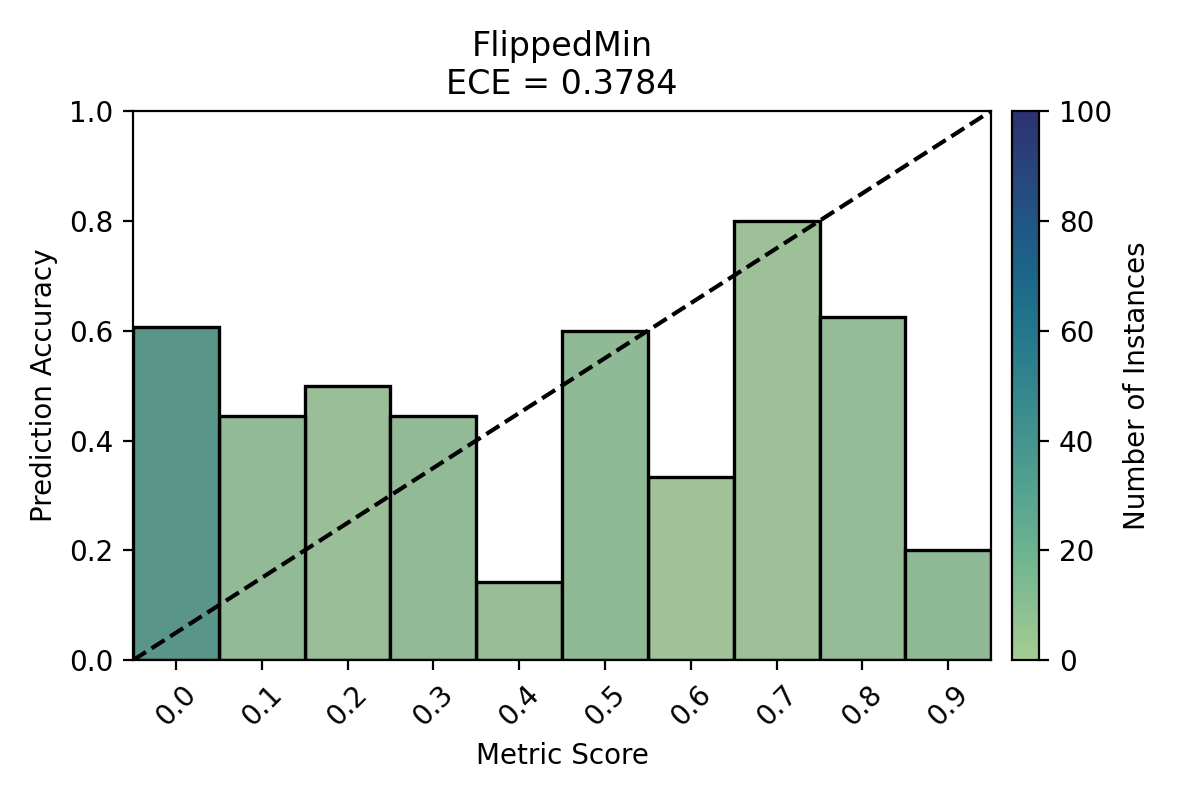 FlippedMin
ECE = 0.3784
Prediction Accuracy
1.0
0.8
0.6
0.4
0.2
0.0
0.0 0.1 0.2 0.3 0.4 0.5 0.6 0.7 0.8 0.9
Metric Score
100
80
60
40
20
0
Number of Instances